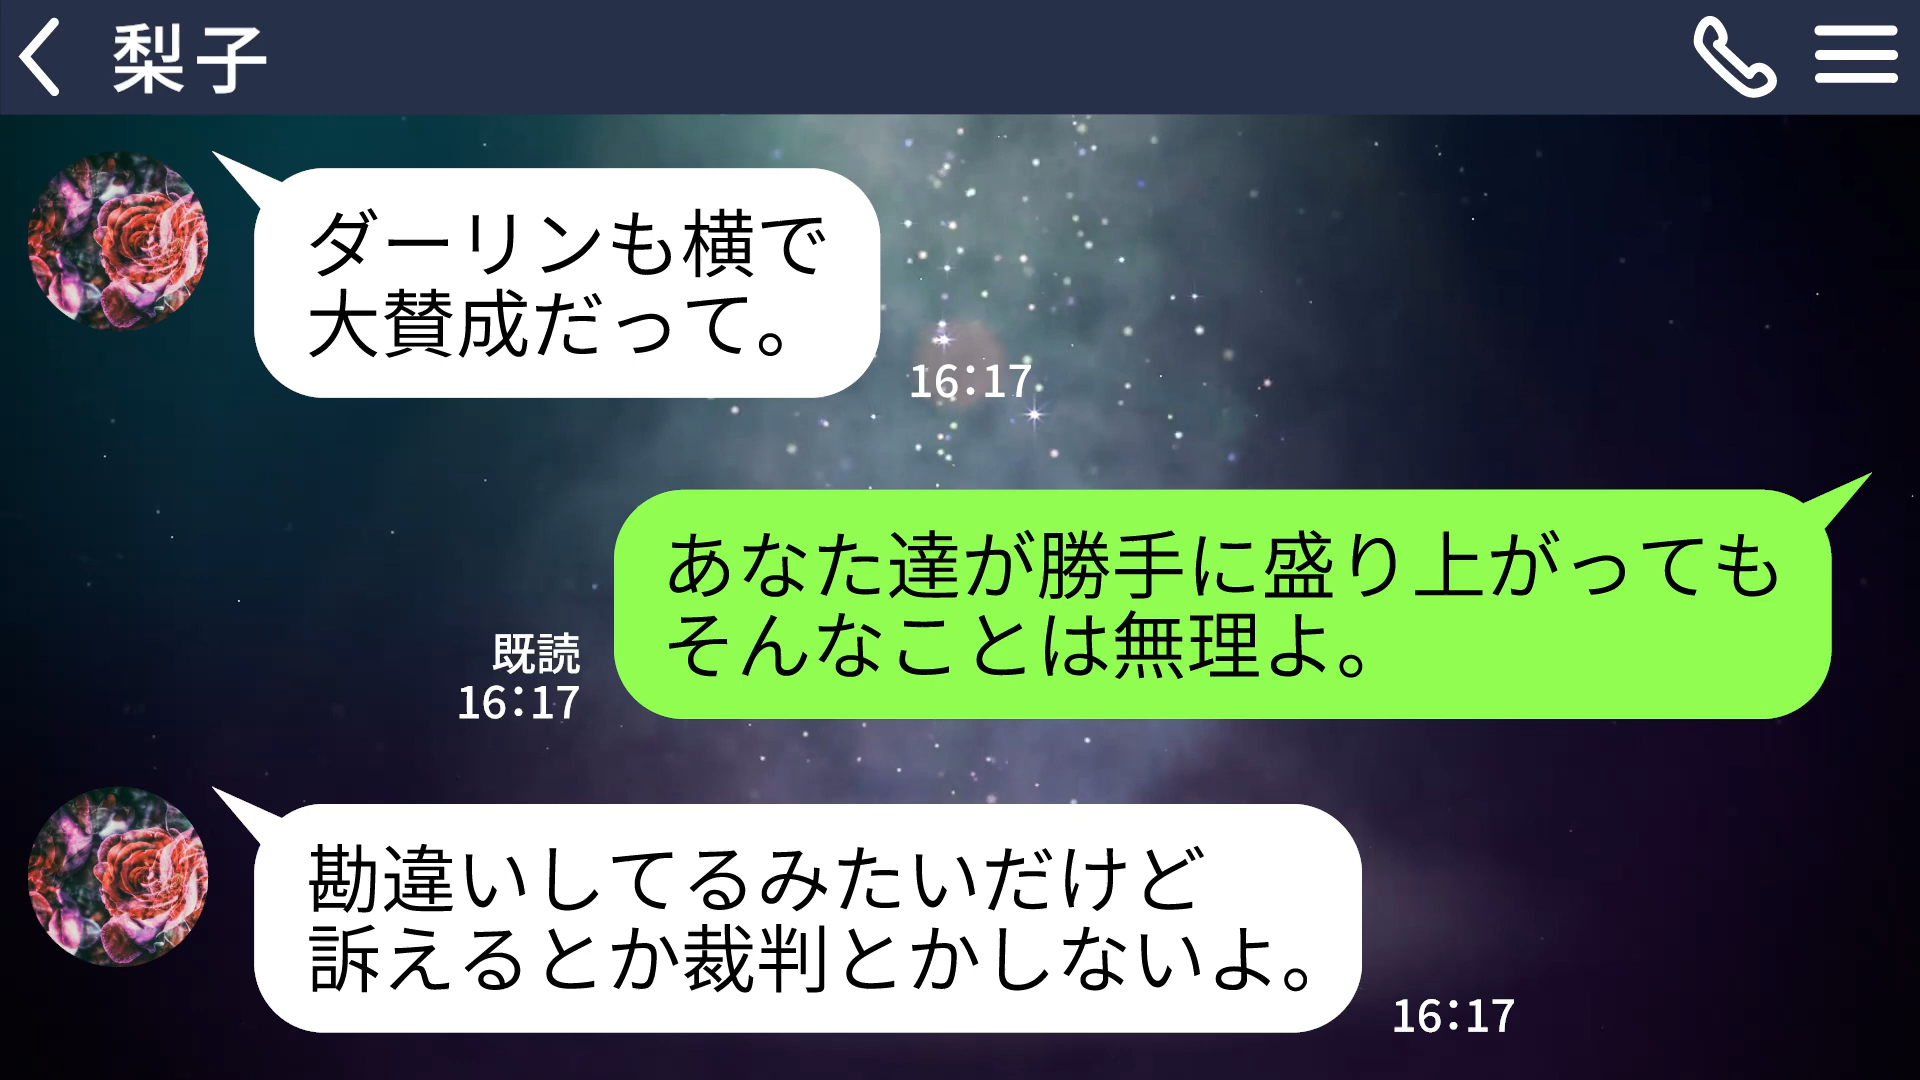 梨子
ダーリンも横で
大賛成だって。
16:17
あなた達が勝手に盛り上がっても
そんなことは無理よ。
既読
16:17
勘違いしてるみたいだけど
訴えるとか裁判とかしないよ。
16:17